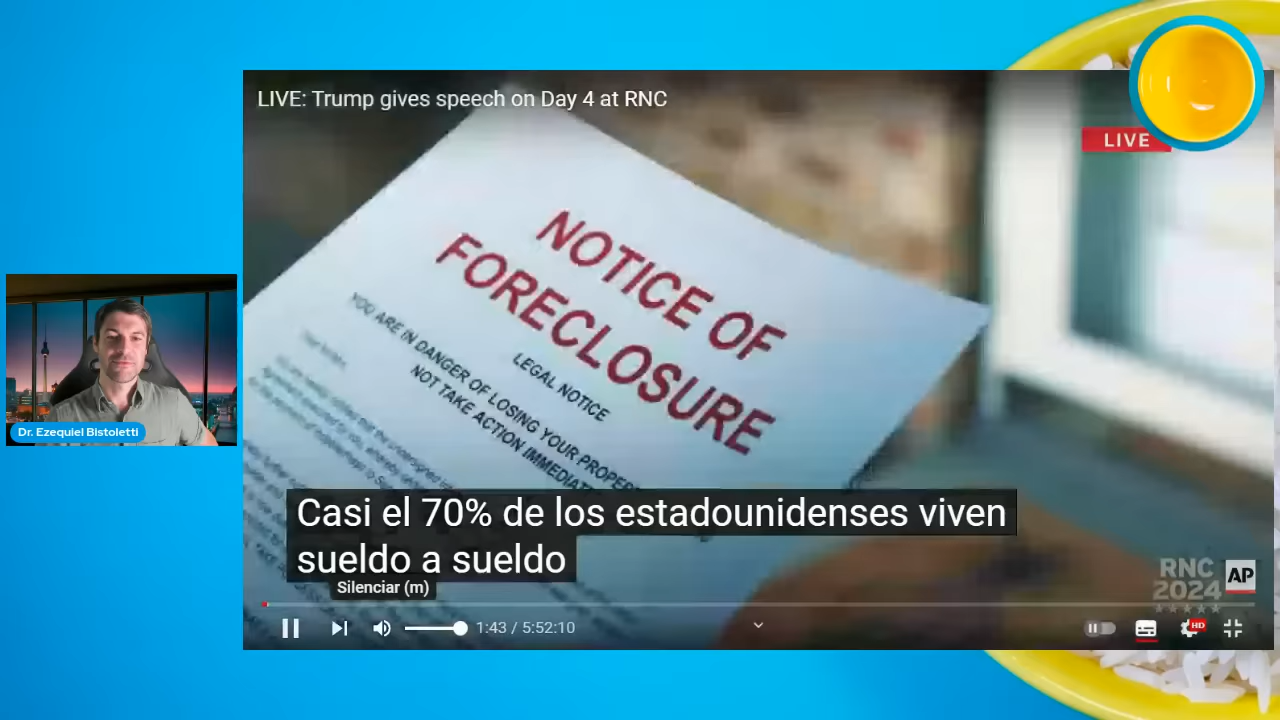 LIVE: Trump gives speech on Day 4 at RNC
LIVE
NOTICE OF
FORECLOSURE
LEGAL NOTICE
YOU ARE IN DANGER OF LOSING YOUR PROPERTY
NOT TAKE ACTION IMMEDIAT
Dr. Ezequiel Bistoletti
Casi el 70% de los estadounidenses viven
sueldo a sueldo
Silenciar (m)
RNC
2024
AP
1:43 / 5:52:10
HD